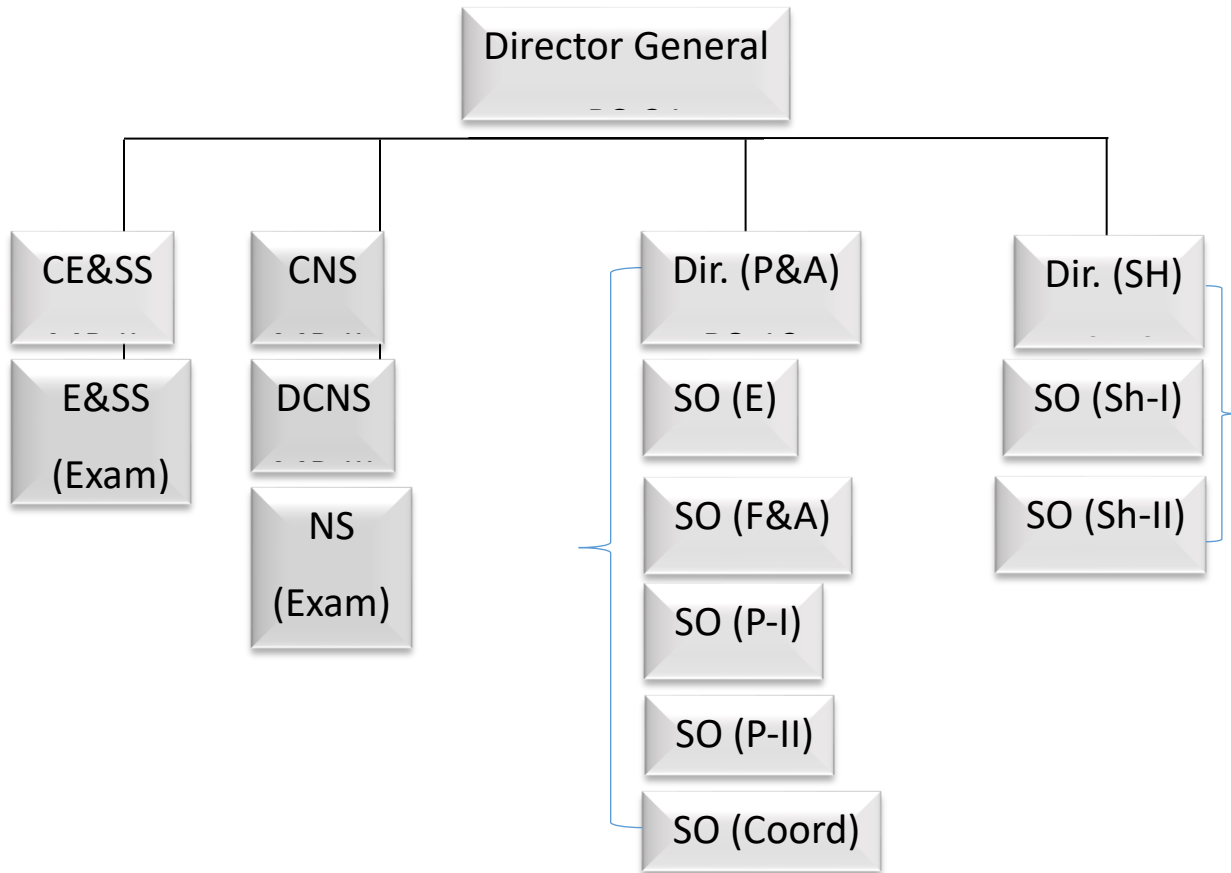 Director General
CE&SS
E&SS
(Exam)
CNS
DCNS
NS
(Exam)
Dir. (P&A)
SO (E)
SO (F&A)
SO (P-I)
SO (P-II)
SO (Coord)
Dir. (SH)
SO (Sh-I)
SO (Sh-II)